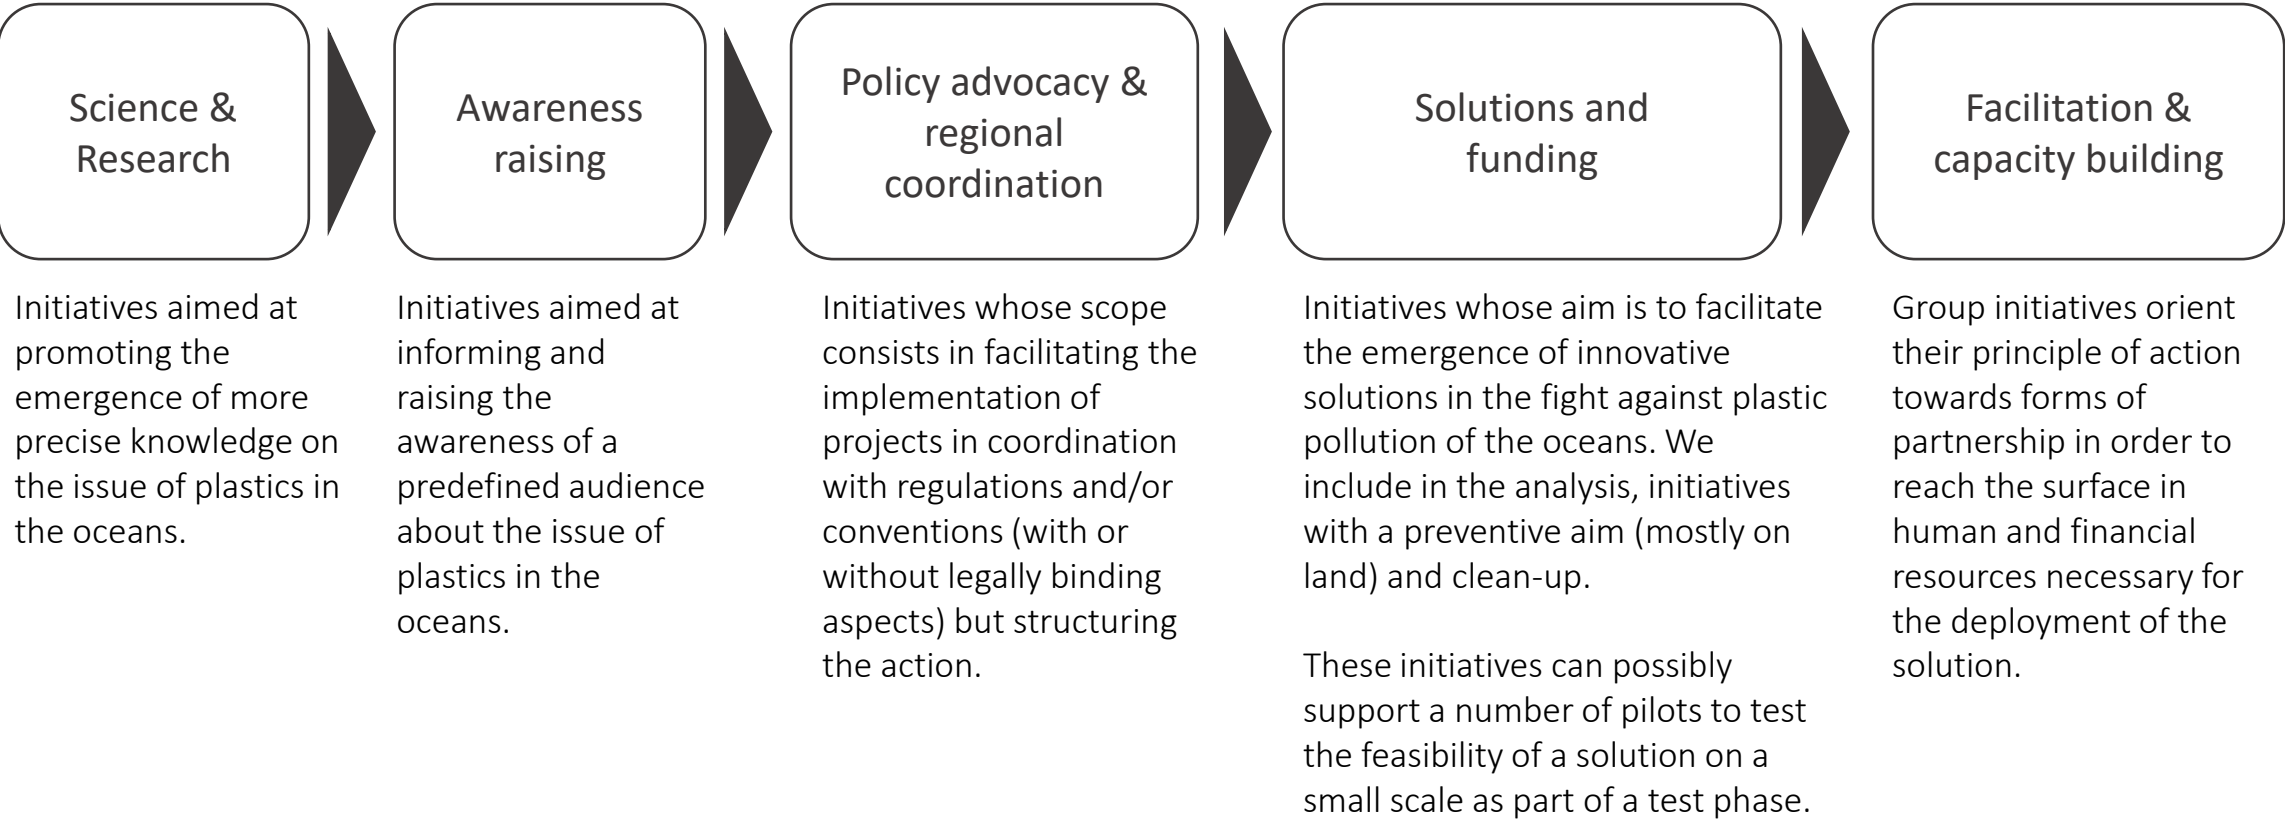 Science &
Research
Awareness
raising
Policy advocacy &
regional
coordination
Solutions and
funding
Facilitation &
capacity building
Initiatives aimed at
promoting the
emergence of more
precise knowledge on
the issue of plastics in
the oceans.
Initiatives aimed at
informing and
raising the
awareness of a
predefined audience
about the issue of
plastics in the
oceans.
Initiatives whose scope
consists in facilitating the
implementation of
projects in coordination
with regulations and/or
conventions (with or
without legally binding
aspects) but structuring
the action.
Initiatives whose aim is to facilitate
the emergence of innovative
solutions in the fight against plastic
pollution of the oceans. We
include in the analysis, initiatives
with a preventive aim (mostly on
land) and clean-up.
These initiatives can possibly
support a number of pilots to test
the feasibility of a solution on a
small scale as part of a test phase.
Group initiatives orient
their principle of action
towards forms of
partnership in order to
reach the surface in
human and financial
resources necessary for
the deployment of the
solution.